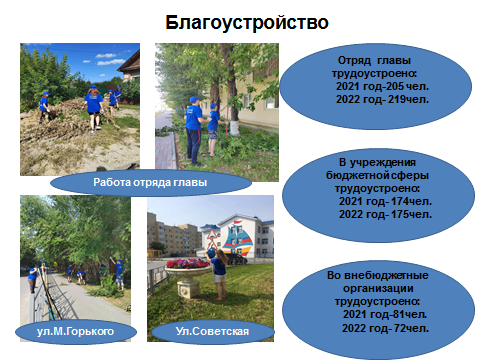 Благоустройство
Отряд главы
трудоустроено:
2021 год-205 чел.
2022 год- 219чел.
Работа отряда главы
В учреждения
бюджетной сферы
трудоустроено:
2021 год- 174чел.
2022 год- 175чел.
ул.М.Горького
Ул.Советская
Во внебюджетные
организации
трудоустроено:
2021 год-81чел.
2022 год- 72чел.